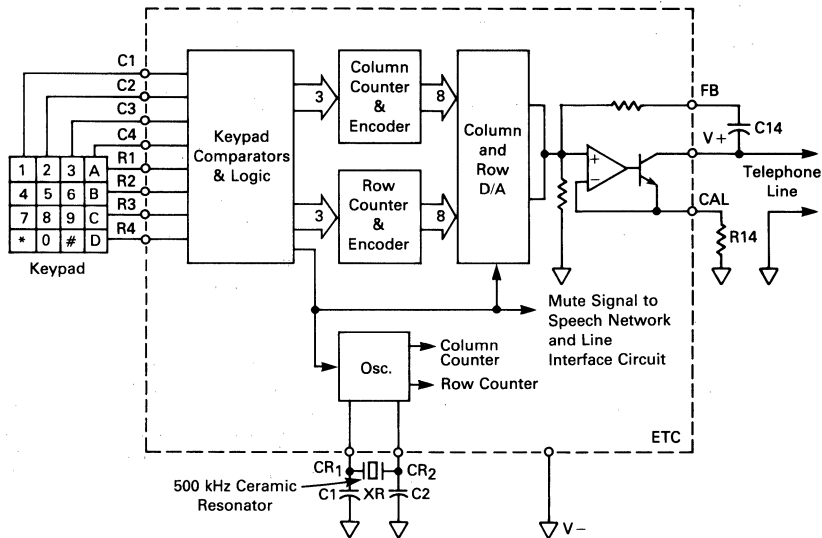 C1
C2
C3
C4
R1
R2
R3
R4
1 2 3 A
4 5 6 B
7 8 9 C
* 0 # D
Keypad
Keypad
Comparators
& Logic
3
Column
Counter
&
Encoder
8
3
Row
Counter
&
Encoder
8
Column
and
Row
D/A
+
−
FB
C14
V+
Telephone
Line
CAL
R14
Mute Signal to
Speech Network
and Line
Interface Circuit
Osc.
Column
Counter
Row Counter
ETC
CR1
CR2
500 kHz Ceramic
Resonator
C1
XR
C2
V−